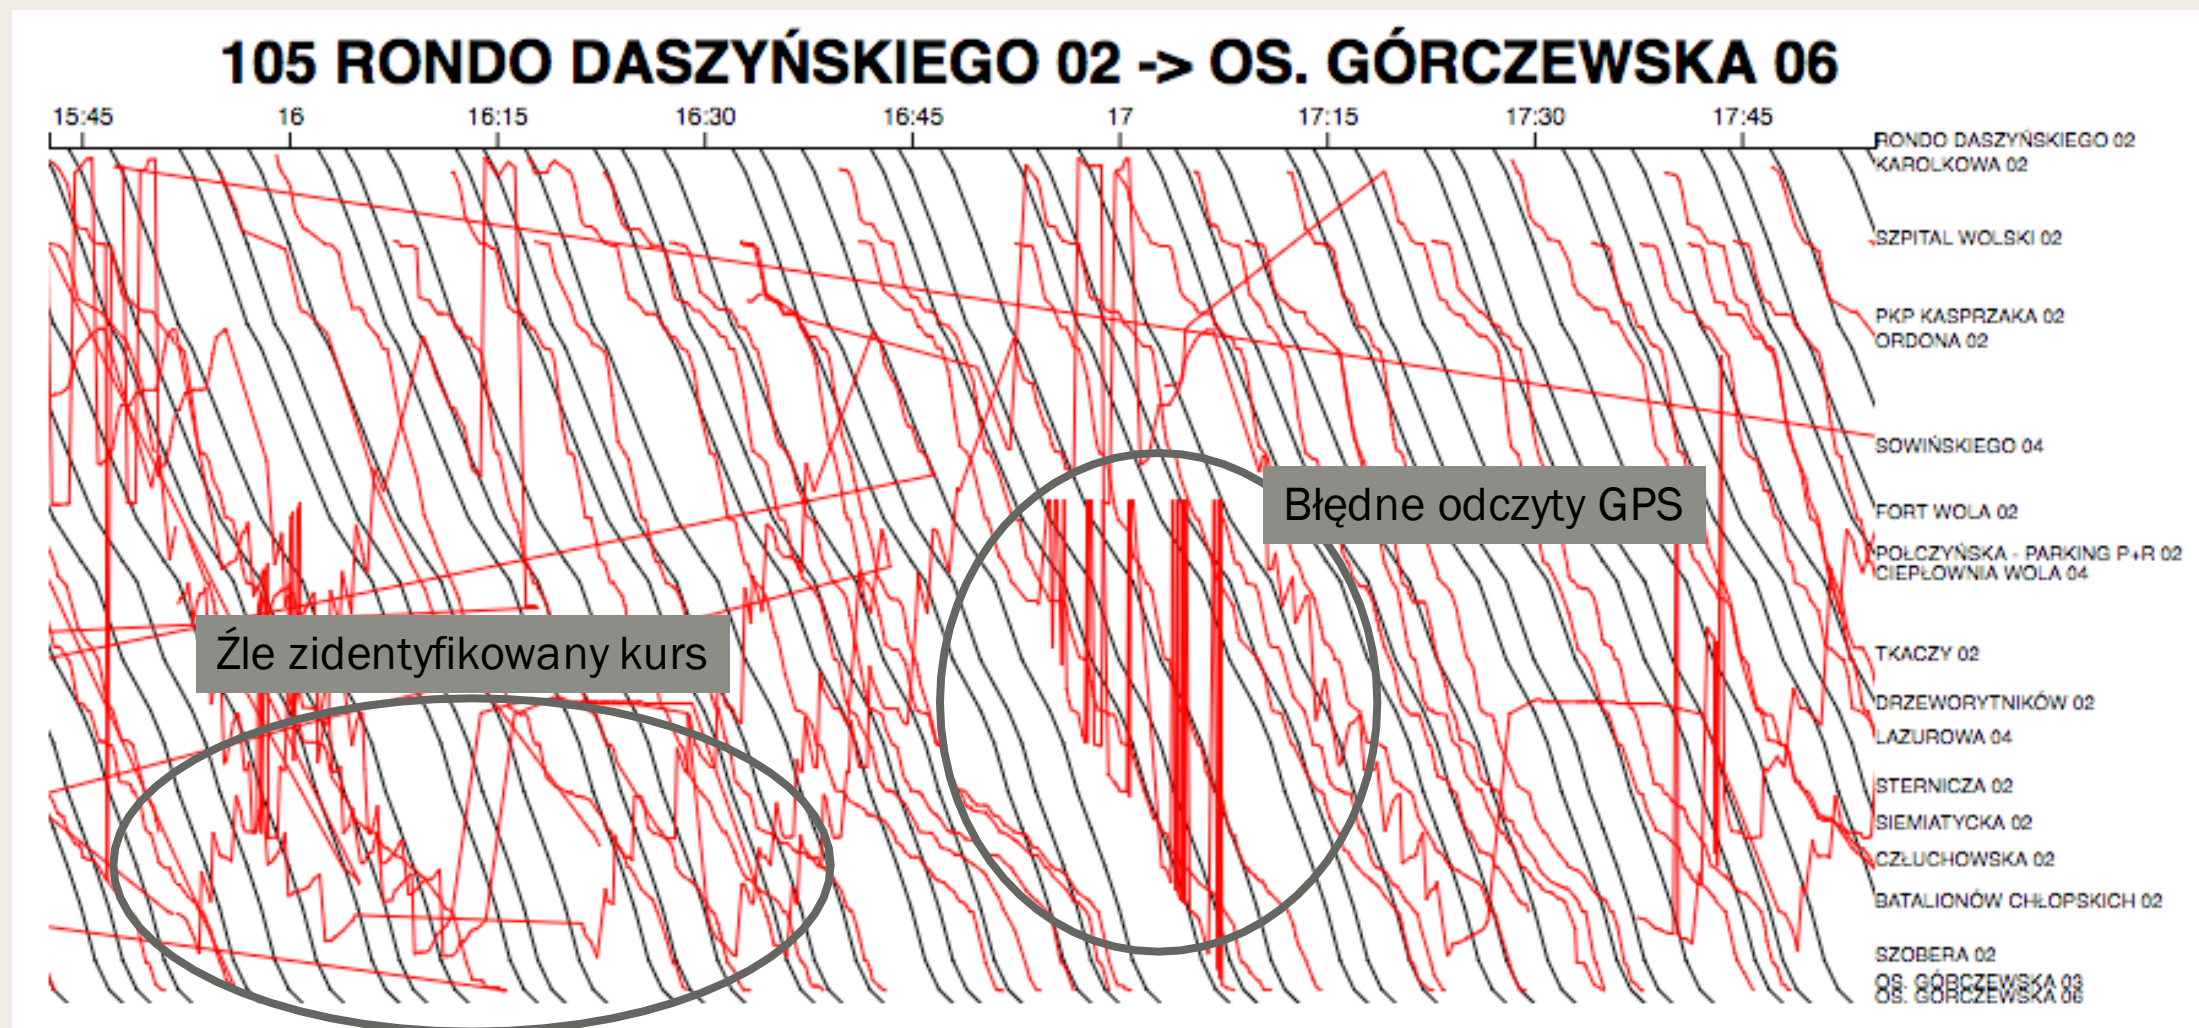 105 RONDO DASZYŃSKIEGO 02 -> OS. GÓRCZEWSKA 06
15:45 16 16:15 16:30 16:45 17 17:15 17:30 17:45
RONDO DASZYŃSKIEGO 02
KAROLKOWA 02
SZPITAL WOLSKI 02
PKP KASPRZAKA 02
ORDONA 02
SOWIŃSKIEGO 04
Błędne odczyty GPS
FORT WOLA 02
POŁCZYŃSKA - PARKING P+R 02
CIEPŁOWNIA WOLA 04
Źle zidentyfikowany kurs
TKACZY 02
DRZEWORYTNIKÓW 02
LAZUROWA 04
STERNICZA 02
SIEMIATYCKA 02
CZŁUCHOWSKA 02
BATALIONÓW CHŁOPSKICH 02
SZOBERA 02
OS. GÓRCZEWSKA 03
OS. GÓRCZEWSKA 06